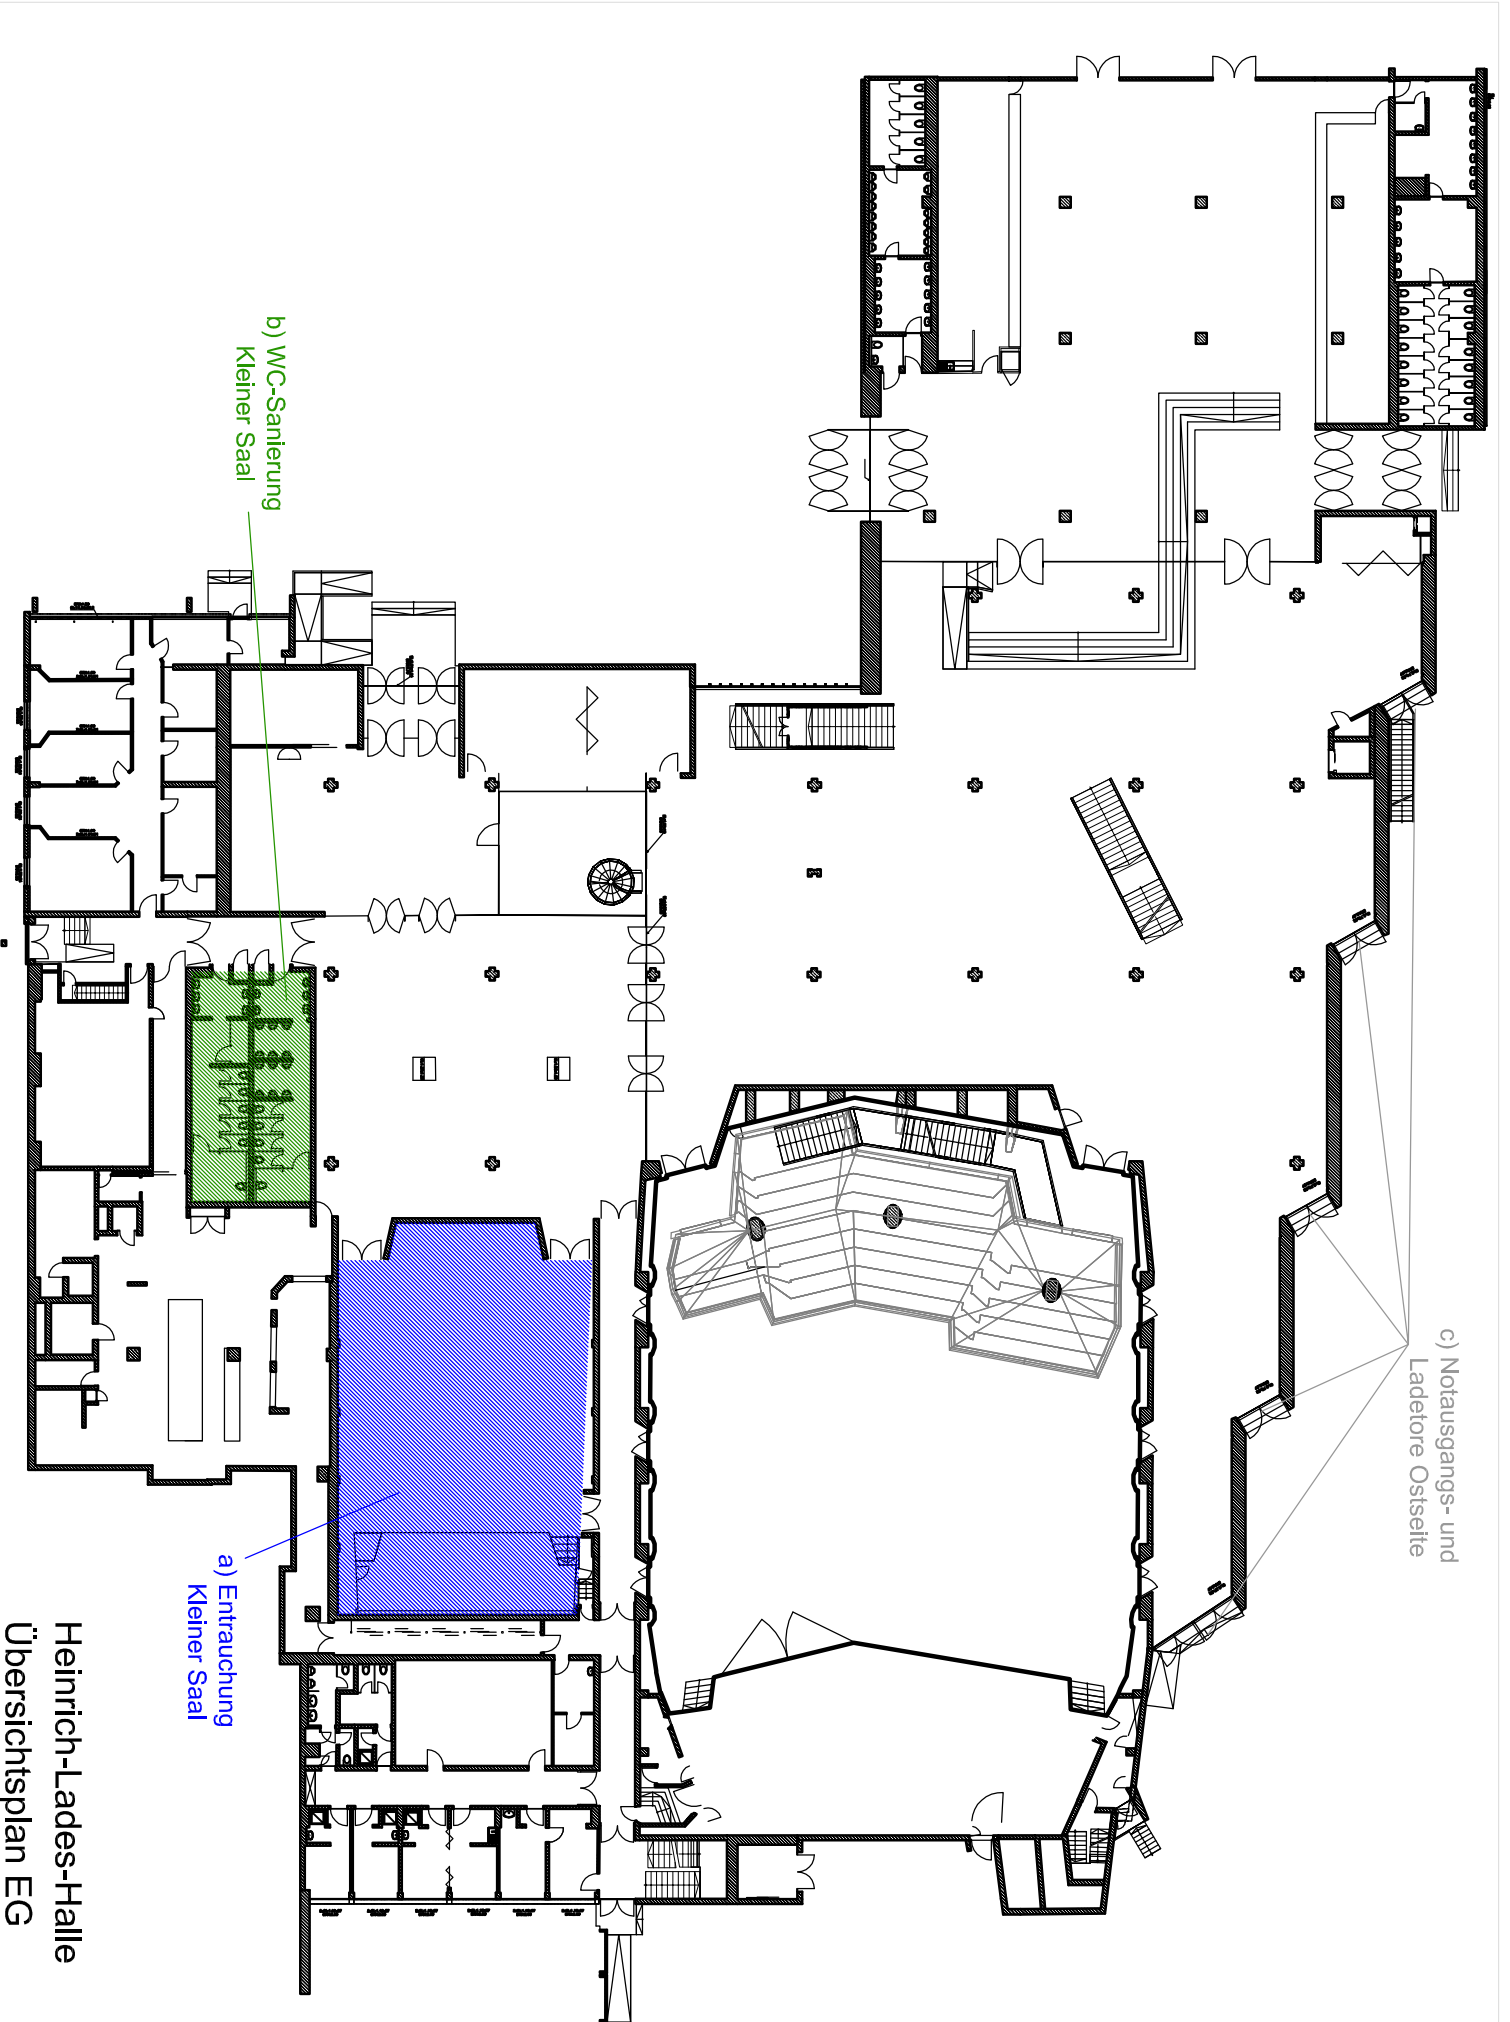 b) WC-Sanierung
Kleiner Saal
c) Notausgangs- und
Ladetore Ostseite
a) Entrauchung
Kleiner Saal
Heinrich-Lades-Halle
Übersichtsplan EG